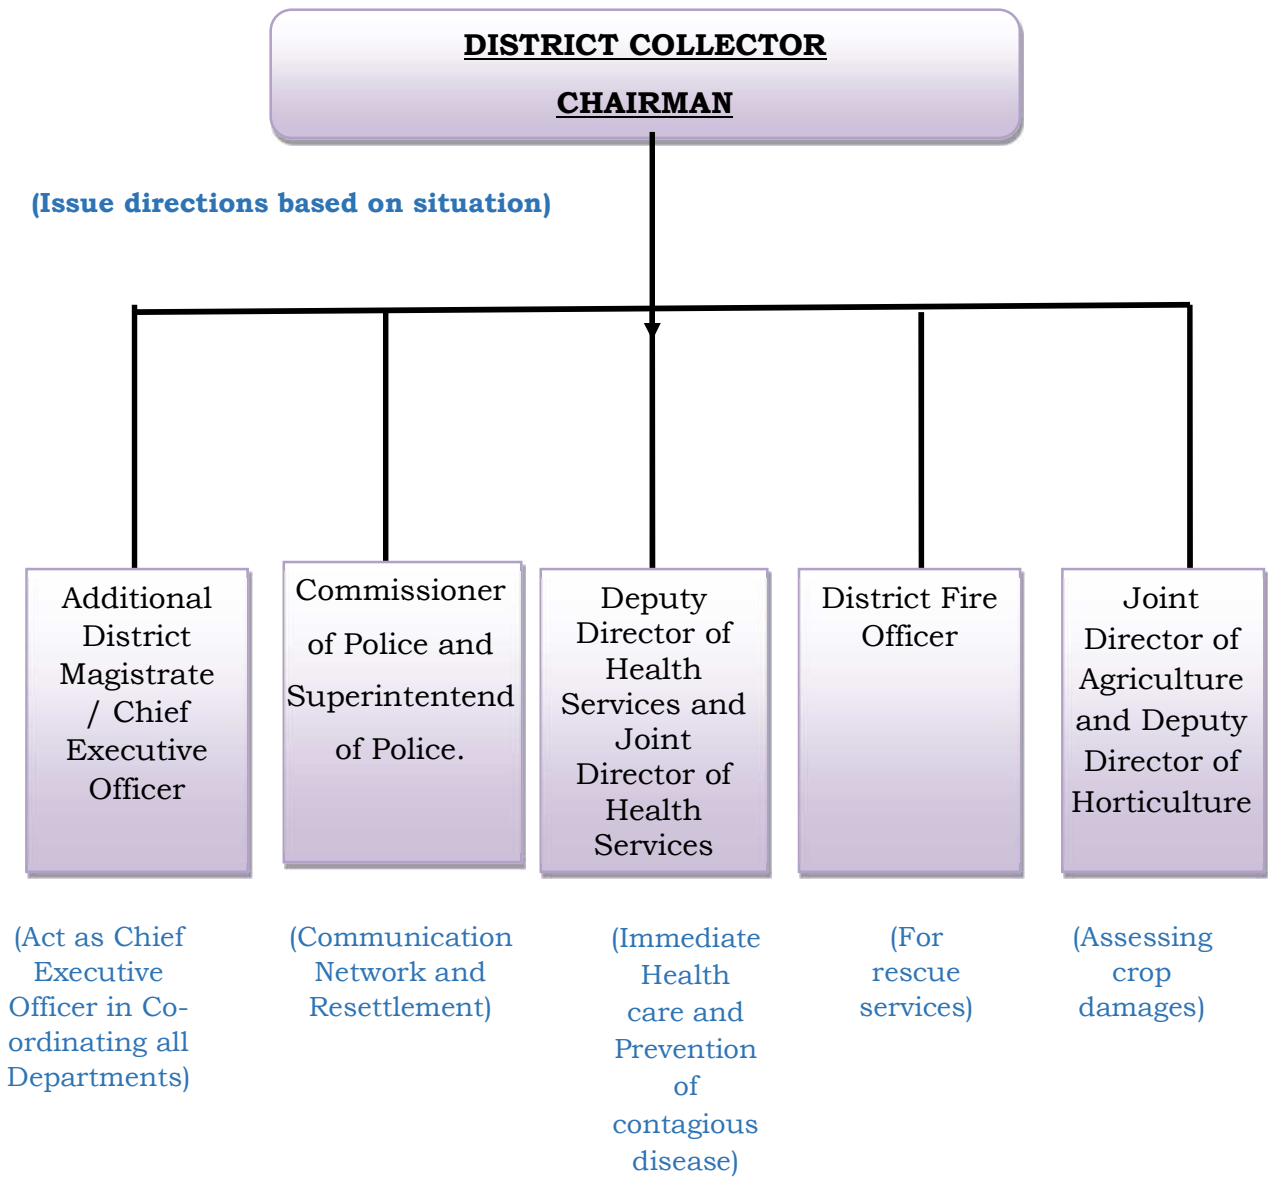 DISTRICT COLLECTOR
CHAIRMAN
(Issue directions based on situation)
Additional
District
Magistrate
/ Chief
Executive
Officer
Commissioner
of Police and
Superintentend
of Police.
Deputy
Director of
Health
Services and
Joint
Director of
Health
Services
District Fire
Officer
Joint
Director of
Agriculture
and Deputy
Director of
Horticulture
(Act as Chief
Executive
Officer in Co-
ordinating all
Departments)
(Communication
Network and
Resettlement)
(Immediate
Health
care and
Prevention
of
contagious
disease)
(For
rescue
services)
(Assessing
crop
damages)